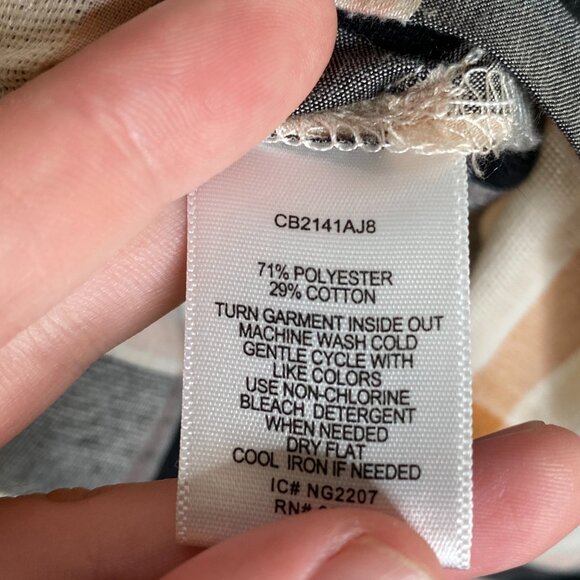 CB2141AJ8
71% POLYESTER
29% COTTON
TURN GARMENT INSIDE OUT
MACHINE WASH COLD
GENTLE CYCLE WITH
LIKE COLORS
USE NON-CHLORINE
BLEACH DETERGENT
WHEN NEEDED
DRY FLAT
COOL IRON IF NEEDED
IC# NG2207
RN#